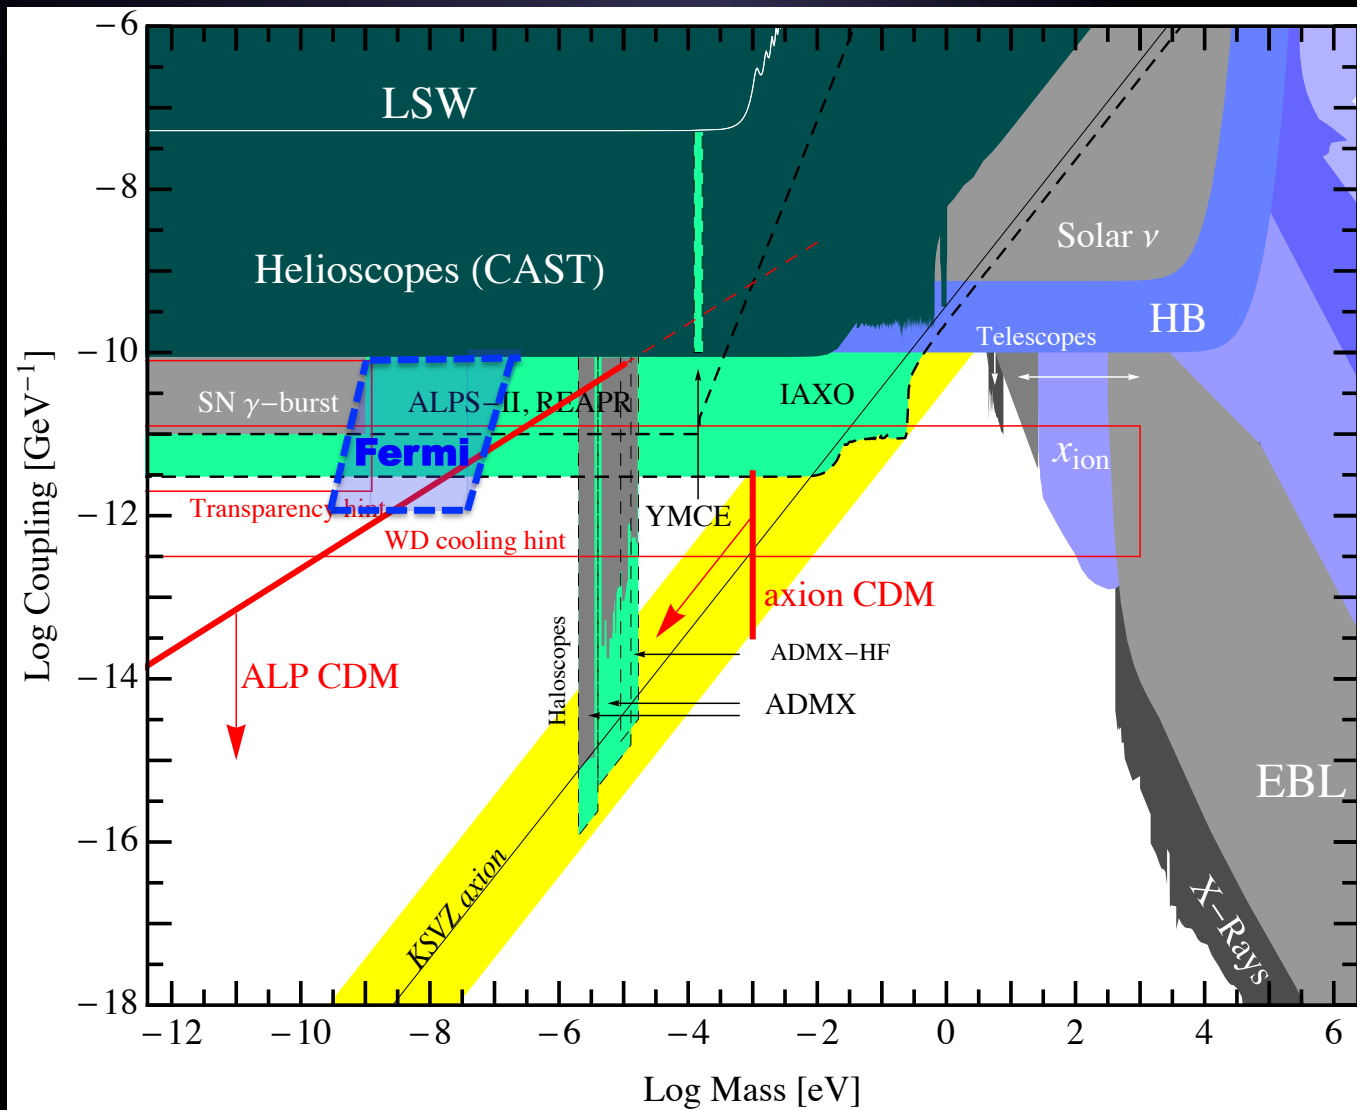 −6
LSW
−8
Solar ν
Helioscopes (CAST)
HB
Telescopes
−10
SN γ−burst
ALPS−II, REAPR
IAXO
Fermi
x_ion
−12
Transparency hint
YMCE
WD cooling hint
axion CDM
Haloscopes
ADMX−HF
−14
ALP CDM
ADMX
EBL
−16
KSVZ axion
X−Rays
−18
−12 −10 −8 −6 −4 −2 0 2 4 6
Log Mass [eV]
Log Coupling [GeV⁻¹]